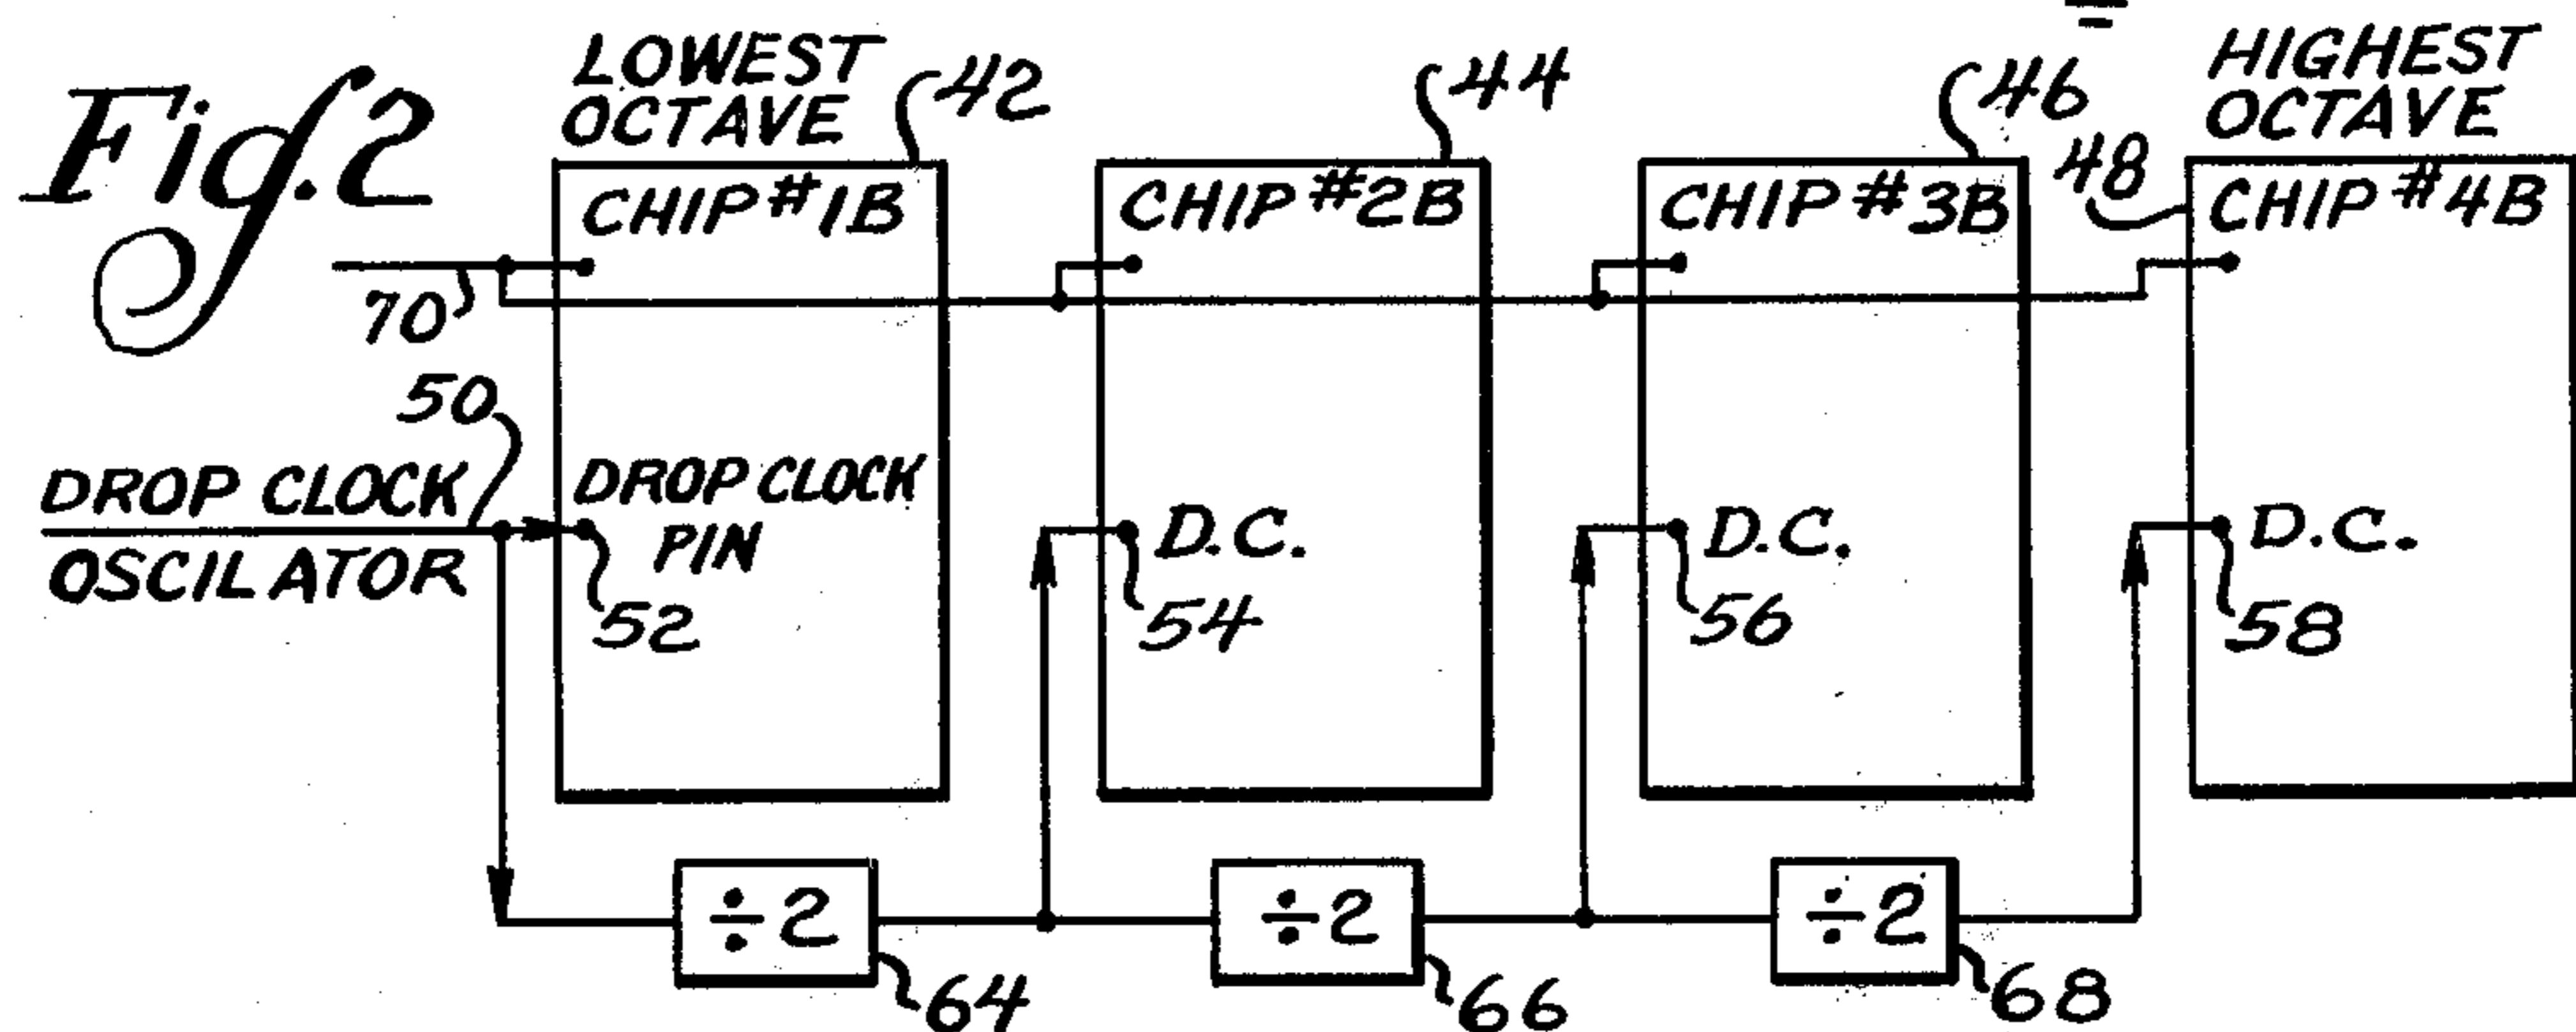 Fig. 2
LOWEST
OCTAVE
42
44
46
HIGHEST
OCTAVE
48
CHIP #1B
CHIP #2B
CHIP #3B
CHIP #4B
70
50
DROP CLOCK
OSCILATOR
DROP CLOCK
PIN
52
D.C.
54
D.C.
56
D.C.
58
÷2
64
÷2
66
÷2
68